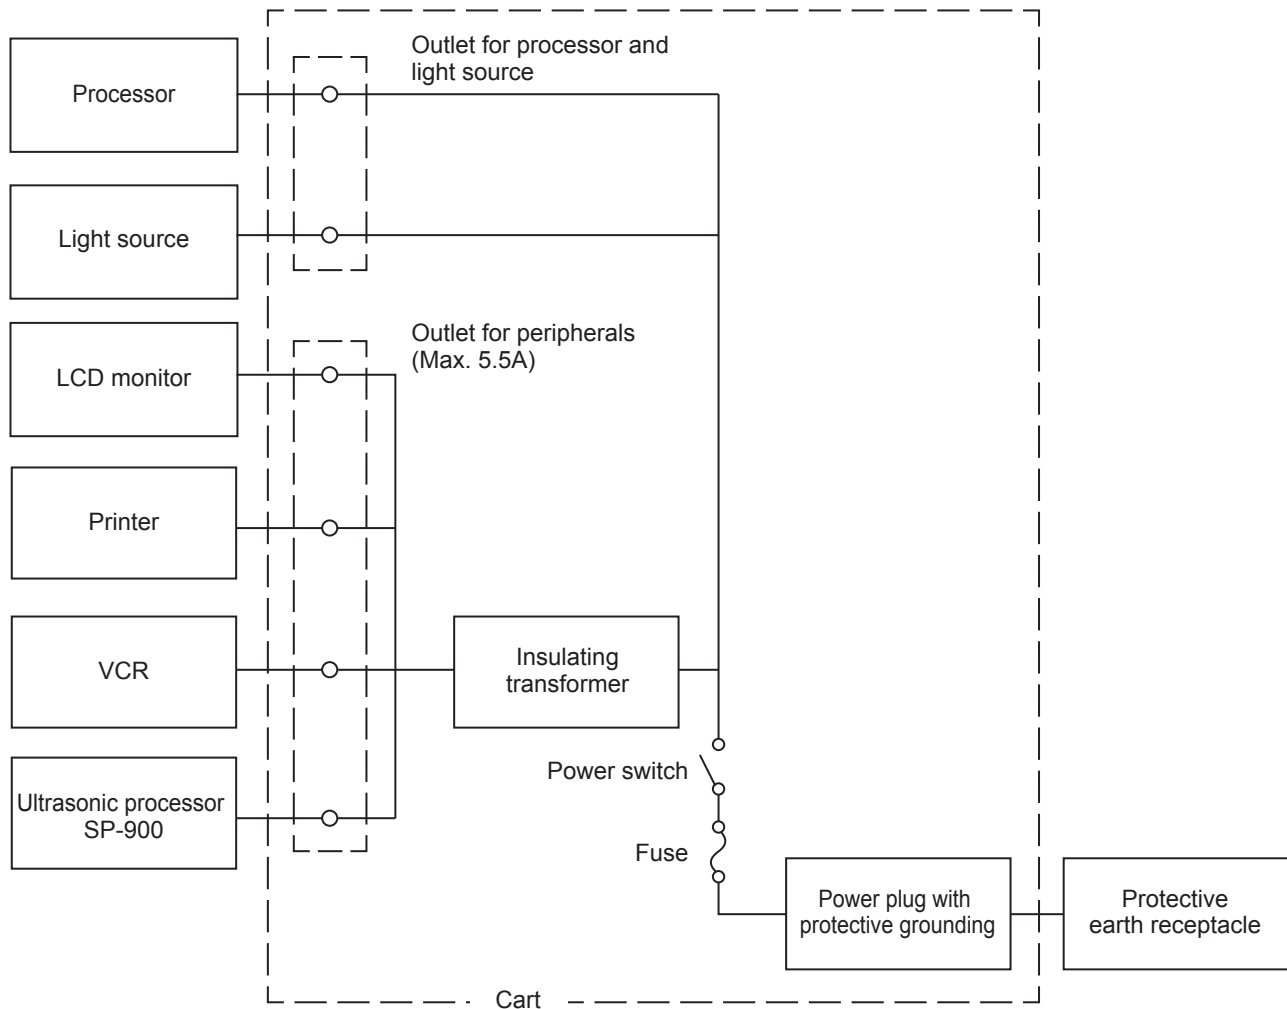 Outlet for processor and
light source
Processor
Light source
Outlet for peripherals
(Max. 5.5A)
LCD monitor
Printer
VCR
Insulating
transformer
Power switch
Ultrasonic processor
SP-900
Fuse
Power plug with
protective grounding
Protective
earth receptacle
Cart